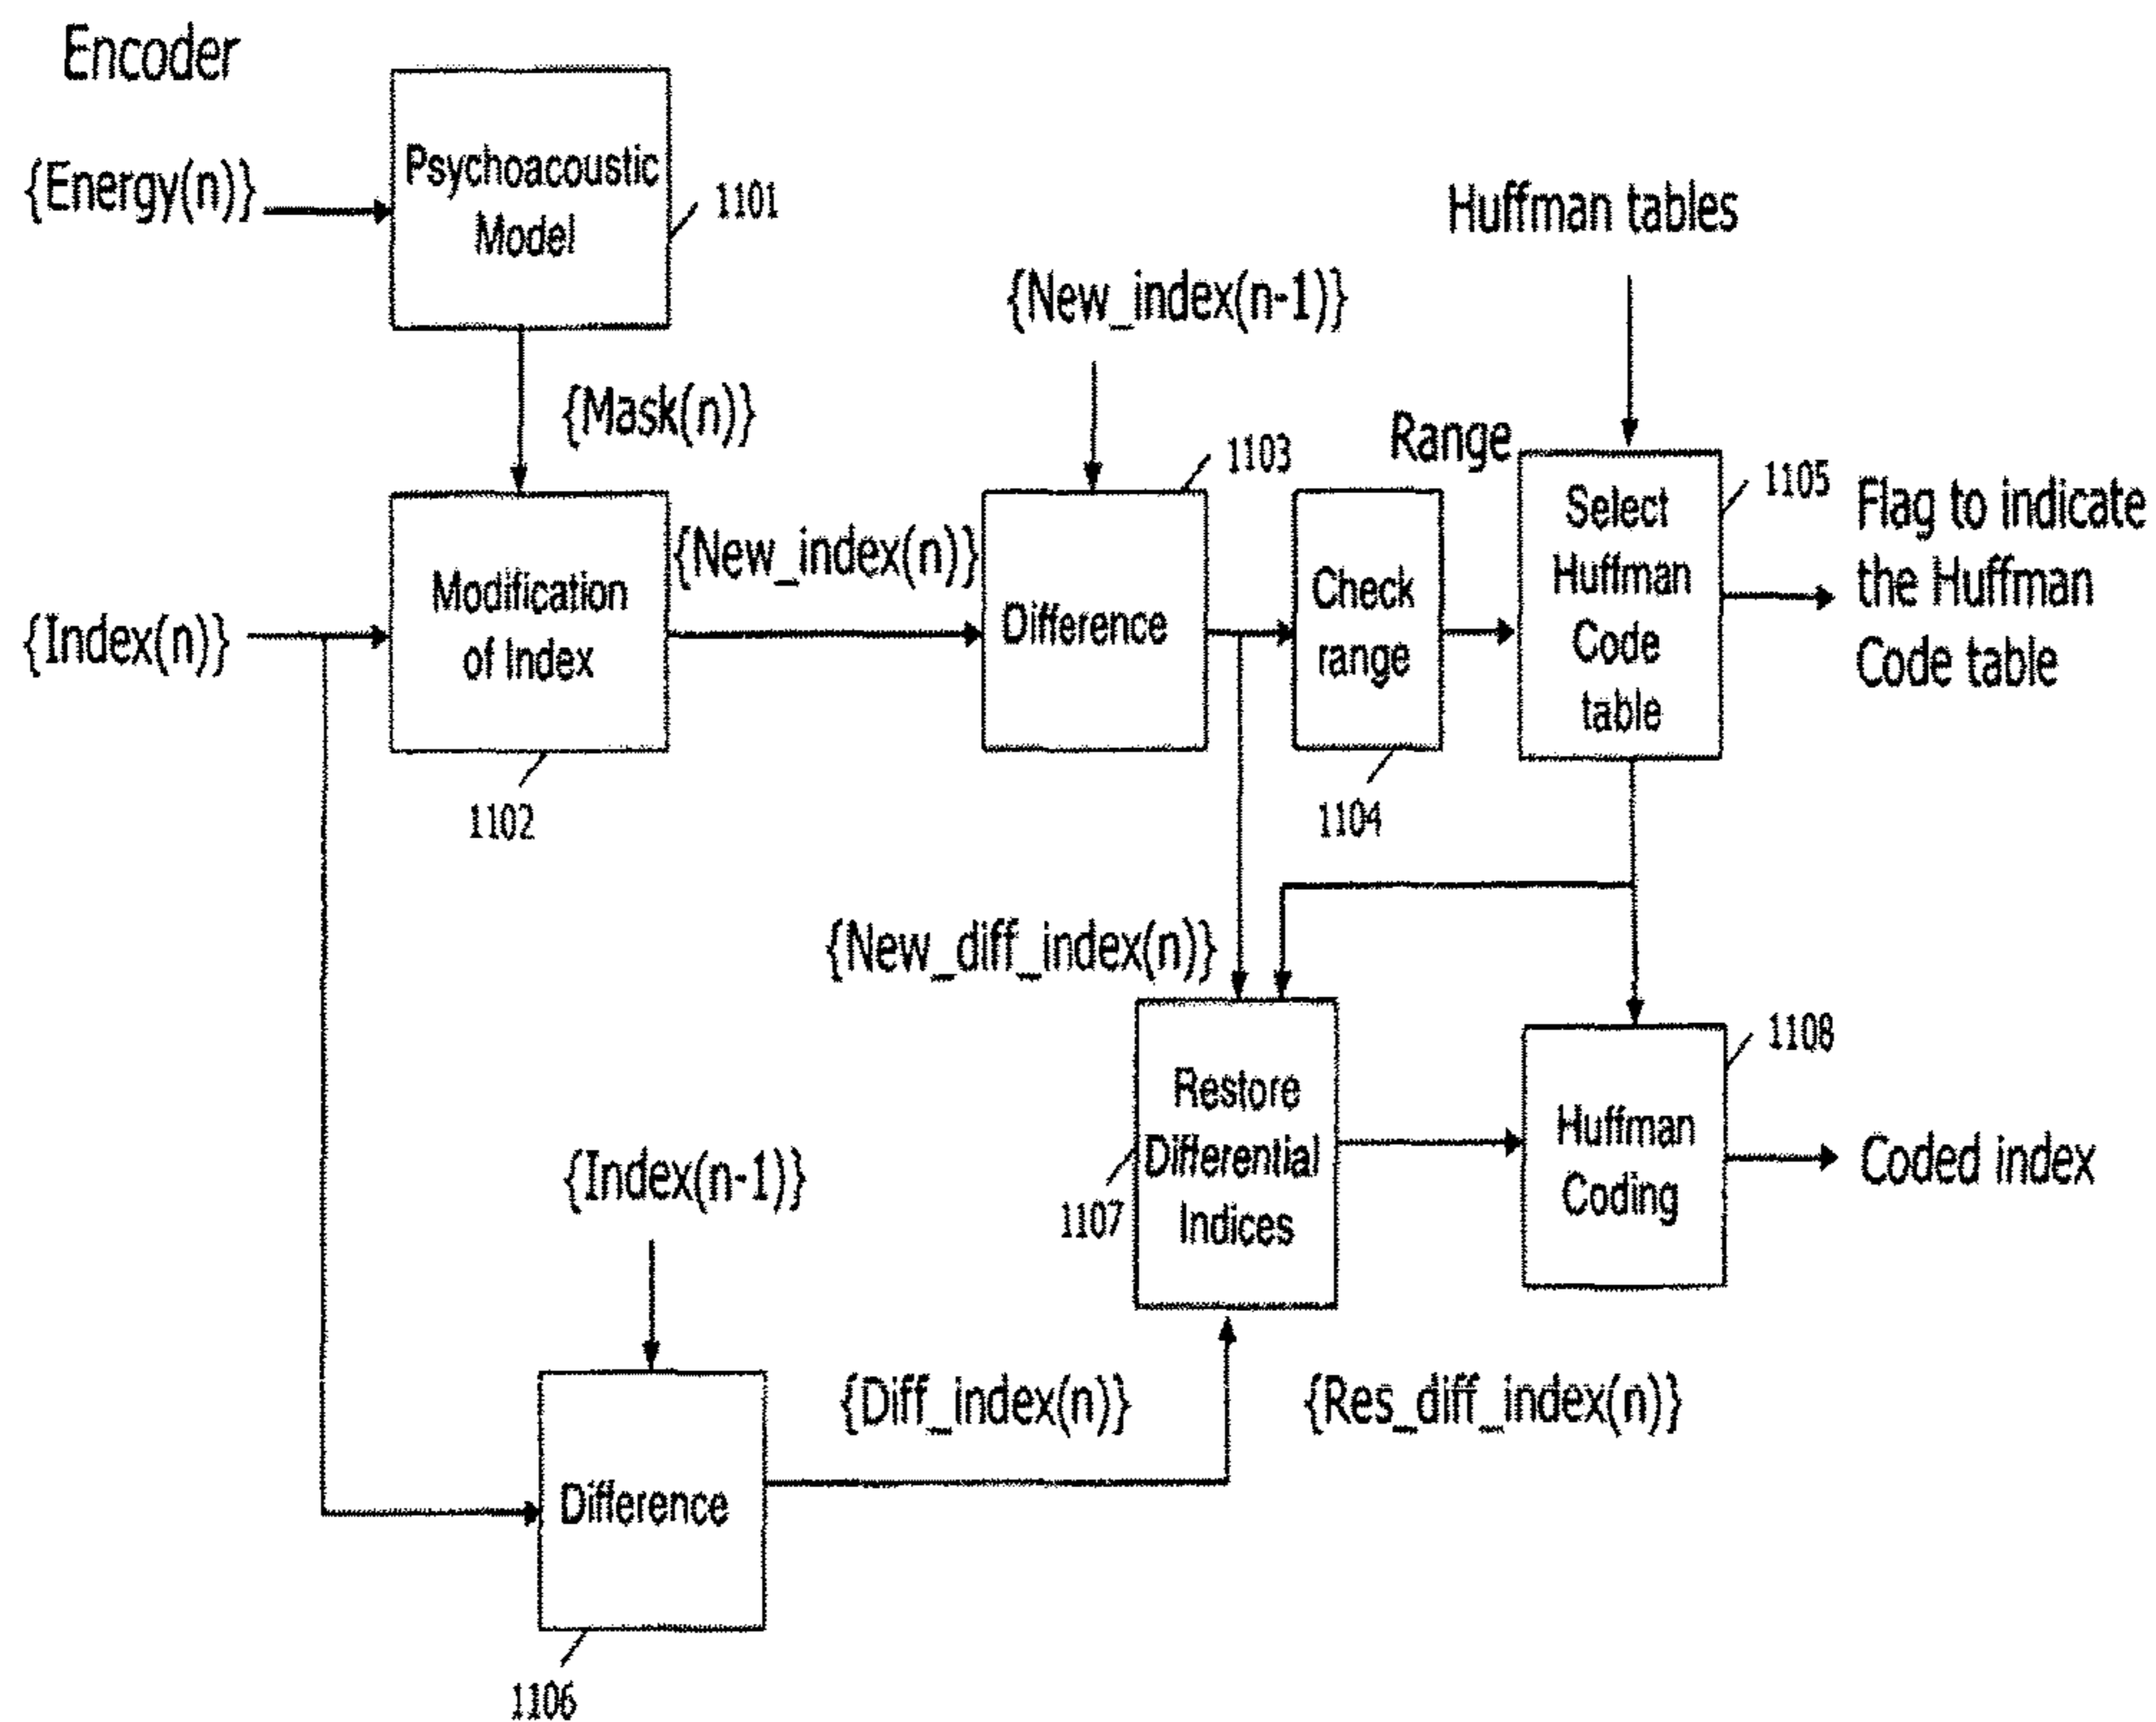 Encoder
{Energy(n)}
Psychoacoustic
Model
1101
{Mask(n)}
{Index(n)}
Modification
of Index
1102
{New_index(n)}
{New_index(n-1)}
Difference
1103
Check
range
1104
Range
Huffman tables
Select
Huffman
Code
table
1105
Flag to indicate
the Huffman
Code table
{New_diff_index(n)}
Restore
Differential
Indices
1107
Huffman
Coding
1108
Coded index
{Index(n-1)}
Difference
1106
{Diff_index(n)}
{Res_diff_index(n)}